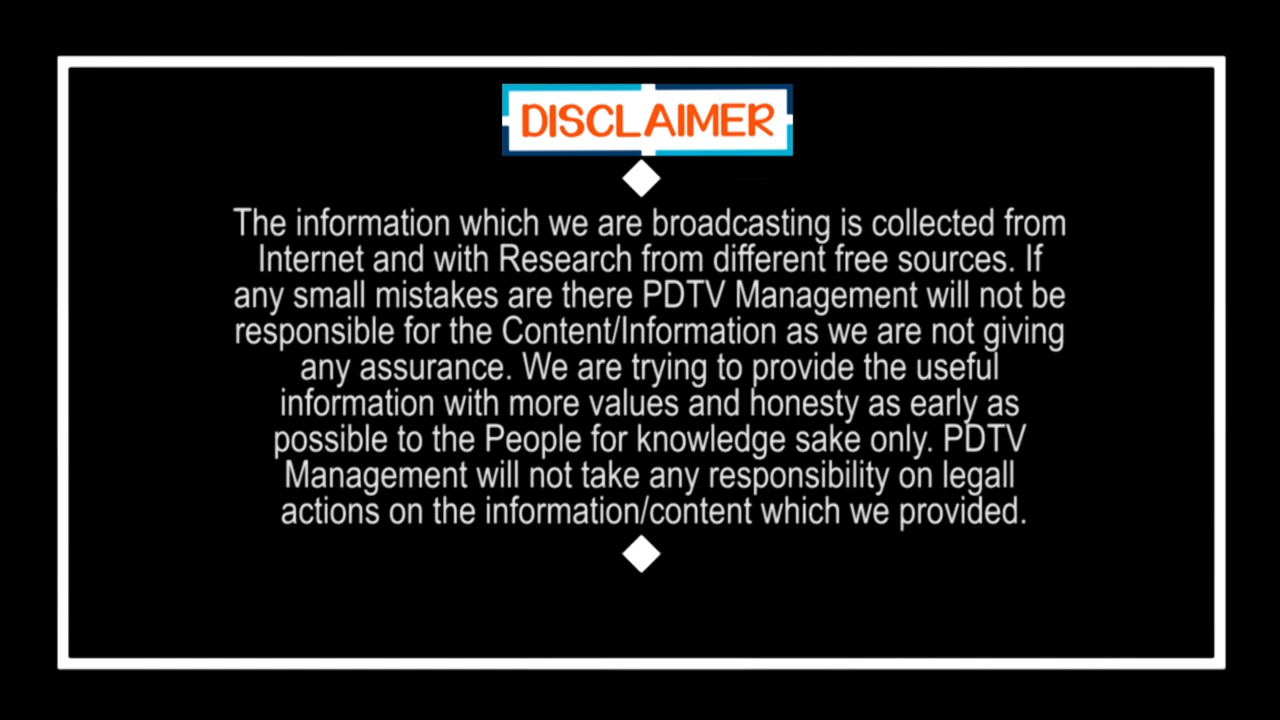 DISCLAIMER
The information which we are broadcasting is collected from
Internet and with Research from different free sources. If
any small mistakes are there PDTV Management will not be
responsible for the Content/Information as we are not giving
any assurance. We are trying to provide the useful
information with more values and honesty as early as
possible to the People for knowledge sake only. PDTV
Management will not take any responsibility on legall
actions on the information/content which we provided.